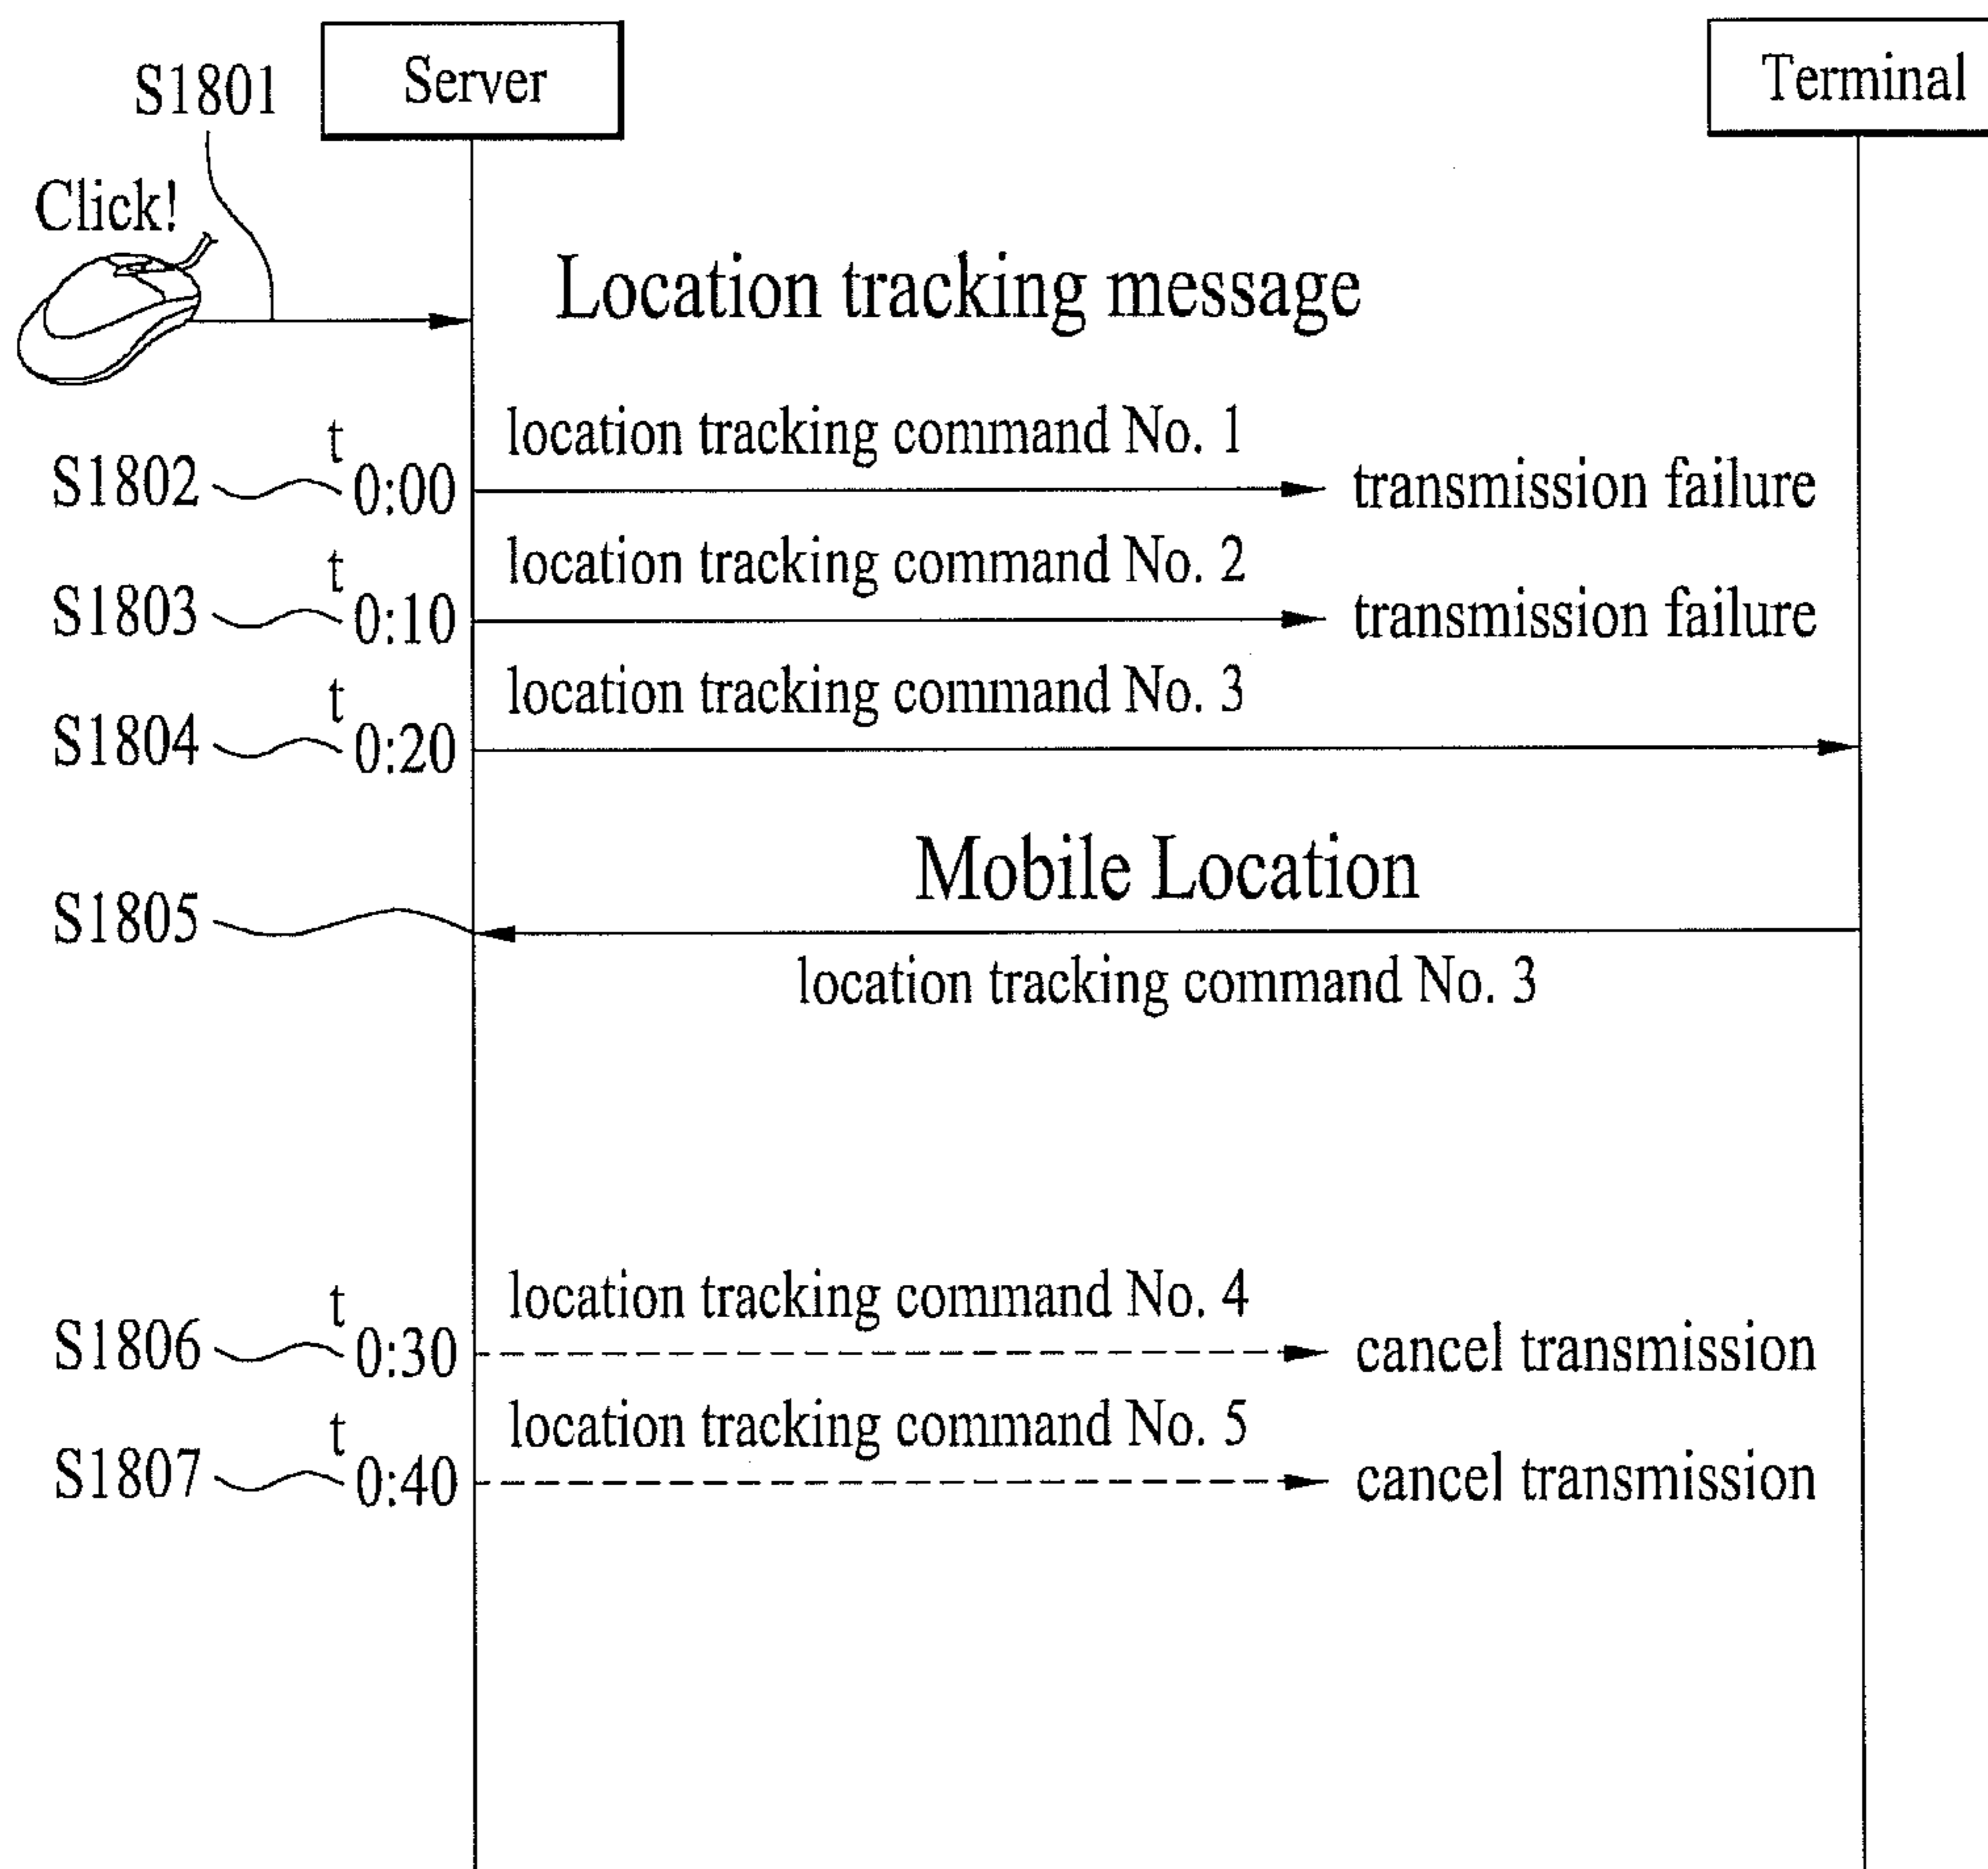 Server
Terminal
S1801
Click!
Location tracking message
t
location tracking command No. 1
S1802
0:00
transmission failure
t
location tracking command No. 2
S1803
0:10
transmission failure
t
location tracking command No. 3
S1804
0:20
Mobile Location
S1805
location tracking command No. 3
t
location tracking command No. 4
S1806
0:30
cancel transmission
t
location tracking command No. 5
S1807
0:40
cancel transmission